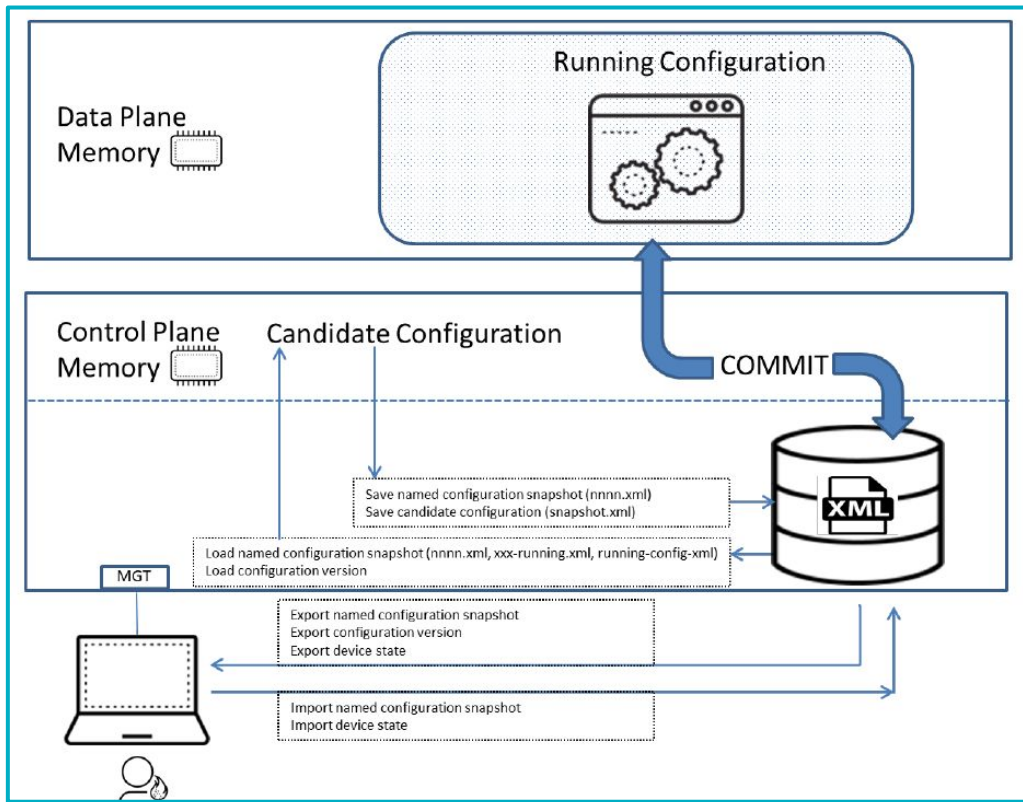 Running Configuration
Data Plane
Memory
Control Plane
Memory
Candidate Configuration
COMMIT
Save named configuration snapshot (nnnn.xml)
Save candidate configuration (snapshot.xml)
XML
Load named configuration snapshot (nnnn.xml, xxx-running.xml, running-config-xml)
Load configuration version
MGT
Export named configuration snapshot
Export configuration version
Export device state
Import named configuration snapshot
Import device state